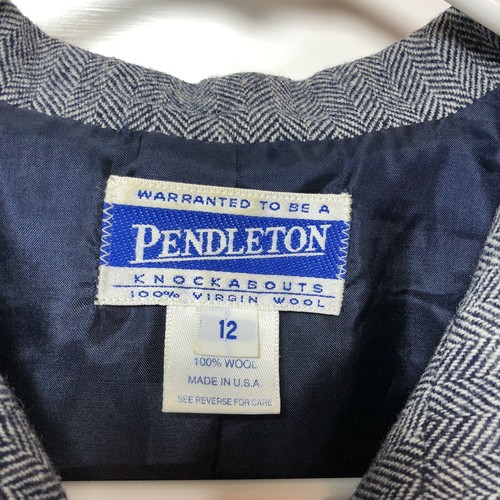 WARRANTED TO BE A
PENDLETON
KNOCKABOUTS
100% VIRGIN WOOL
12
100% WOOL
MADE IN U.S.A.
SEE REVERSE FOR CARE